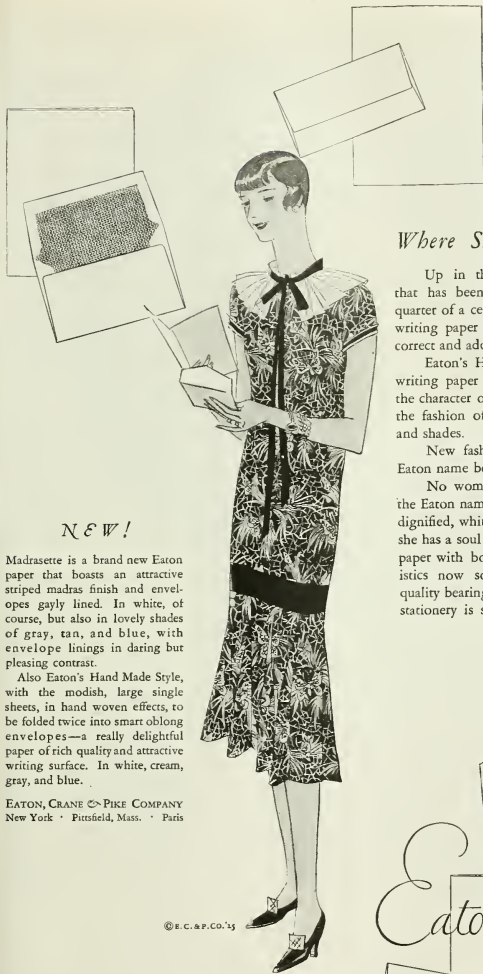 NEW!
Madrasette is a brand new Eaton
paper that boasts an attractive
striped madras finish and envel-
opes gayly lined. In white, of
course, but also in lovely shades
of gray, tan, and blue, with
envelope linings in daring but
pleasing contrast.
Also Eaton's Hand Made Style,
with the modish, large single
sheets, in hand woven effects, to
be folded twice into smart oblong
envelopes—a really delightful
paper of rich quality and attractive
writing surface. In white, cream,
gray, and blue.
EATON, CRANE & PIKE COMPANY
New York · Pittsfield, Mass. · Paris
© E. C. & P. CO. '25
Where S
Up in th
that has been
quarter of a ce
writing paper
correct and add
Eaton's H
writing paper
the character o
the fashion of
and shades.
New fash
Eaton name be
No wom
the Eaton nam
dignified, whit
she has a soul
paper with bo
istics now so
quality bearing
stationery is s
Eato